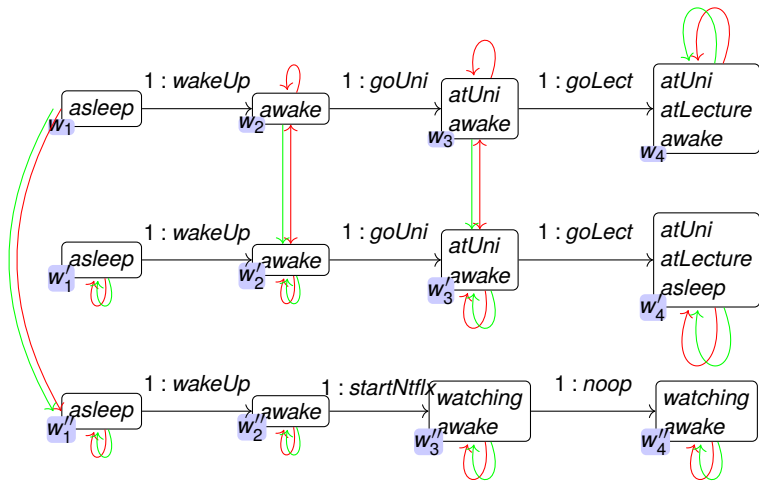 1 : wakeUp 1 : goUni 1 : goLect
asleep awake atUni atUni
awake atLecture
awake
w1 w2 w3 w4
1 : wakeUp 1 : goUni 1 : goLect
asleep awake atUni atUni
awake atLecture
asleep
w′1 w′2 w′3 w′4
1 : wakeUp 1 : startNtflx 1 : noop
asleep awake watching watching
awake awake
w″1 w″2 w″3 w″4